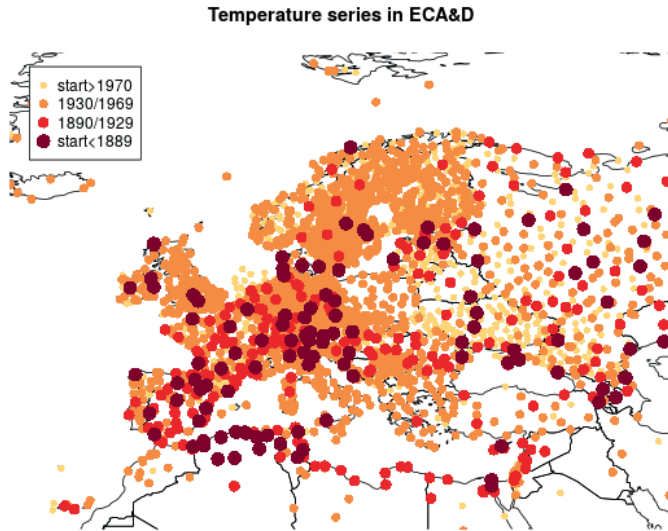 Temperature series in ECA&D
start>1970
1930/1969
1890/1929
start<1889